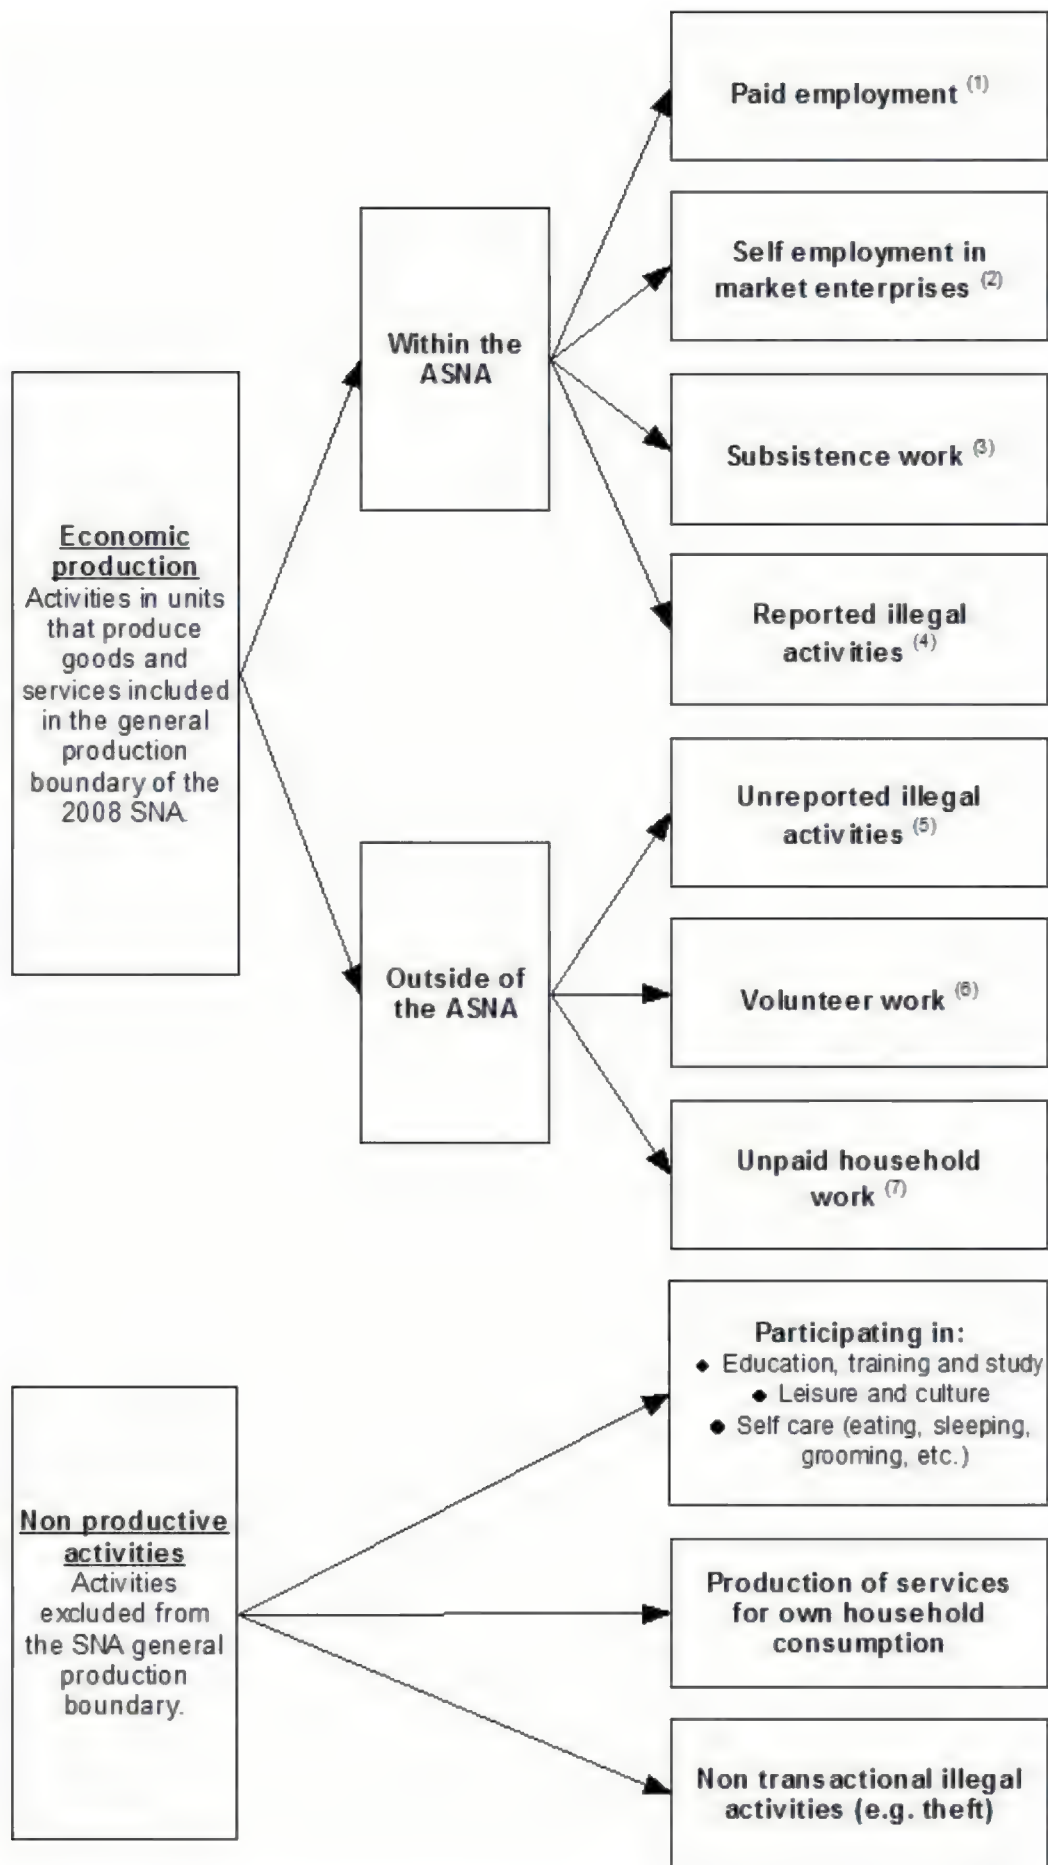 Paid employment (1)
Self employment in
market enterprises (2)
Within the
ASNA
Subsistence work (3)
Economic
production
Activities in units
that produce
goods and
services included
in the general
production
boundary of the
2008 SNA.
Reported illegal
activities (4)
Unreported illegal
activities (5)
Outside of
the ASNA
Volunteer work (6)
Unpaid household
work (7)
Participating in:
◆ Education, training and study
◆ Leisure and culture
● Self care (eating, sleeping,
grooming, etc.)
Non productive
activities
Activities
excluded from
the SNA general
production
boundary.
Production of services
for own household
consumption
Non transactional illegal
activities (e.g. theft)